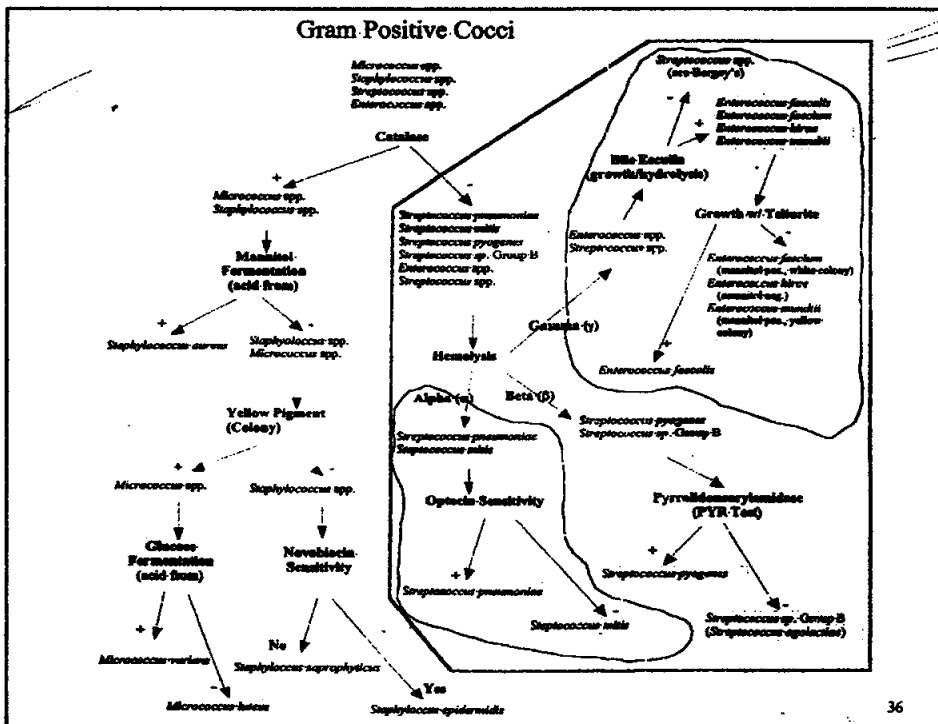 Gram Positive Cocci
Micrococcus spp.
Staphylococcus spp.
Streptococcus spp.
Enterococcus spp.
Catalase
+
-
Micrococcus spp.
Staphylococcus spp.
Mannitol
Fermentation
(acid from)
+
-
Staphylococcus aureus
Staphylococcus spp.
Micrococcus spp.
Yellow Pigment
(Colony)
+
-
Micrococcus spp.
Staphylococcus spp.
Glucose
Fermentation
(acid from)
+
-
Micrococcus varians
Micrococcus luteus
Novobiocin
Sensitivity
No
Yes
Staphyloccus saprophyticus
Staphyloccus epidermidis
Streptococcus pneumoniae
Streptococcus mitis
Streptococcus pyogenes
Streptococcus sp. Group B
Enterococcus spp.
Streptococcus spp.
Hemolysis
Gamma (γ)
Alpha (α)
Beta (β)
Streptococcus pneumoniae
Steptococcus mitis
Optocin Sensitivity
+
-
Streptococcus pneumoniae
Steptococcus mitis
Streptococcus pyogenes
Streptococcus sp. Group B
Pyrrolidonearylamidase
(PYR Test)
+
-
Streptococcus pyogenes
Streptococcus sp. Group B
(Streptococcus agalactiae)
Enterococcus spp.
Streptococcus spp.
Bile Esculin
(growth/hydrolysis)
-
+
Streptococcus spp.
(see Bergey's)
Enterococcus faecalis
Enterococcus faecium
Enterococcus hirae
Enterococcus mundtii
Growth w/ Tellurite
-
+
Enterococcus faecium
(mannitol pos., white colony)
Enterococcus hirae
(mannitol neg.)
Enterococcus mundtii
(mannitol pos., yellow
colony)
Enterococcus faecalis
36